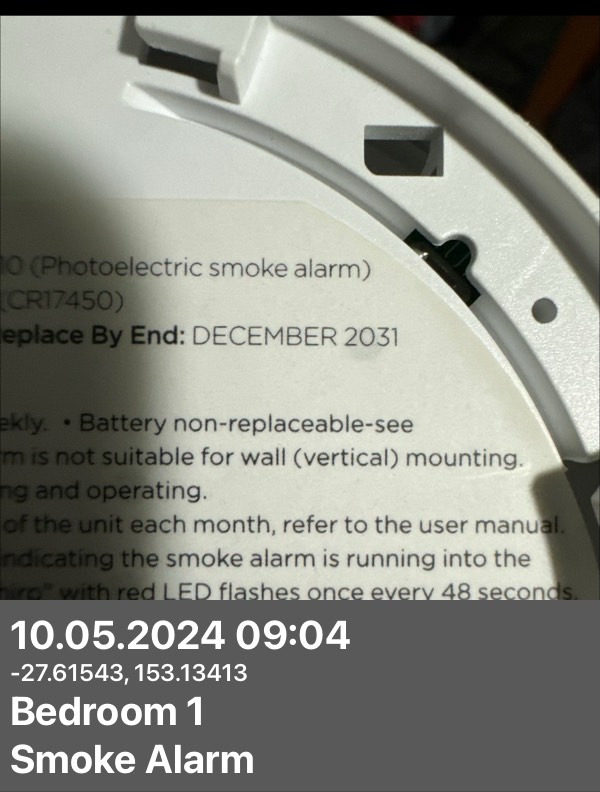 10 (Photoelectric smoke alarm)
(CR17450)
eplace By End: DECEMBER 2031
ekly. • Battery non-replaceable-see
m is not suitable for wall (vertical) mounting.
ng and operating.
of the unit each month, refer to the user manual.
indicating the smoke alarm is running into the
hirp" with red LED flashes once every 48 seconds.
10.05.2024 09:04
-27.61543, 153.13413
Bedroom 1
Smoke Alarm